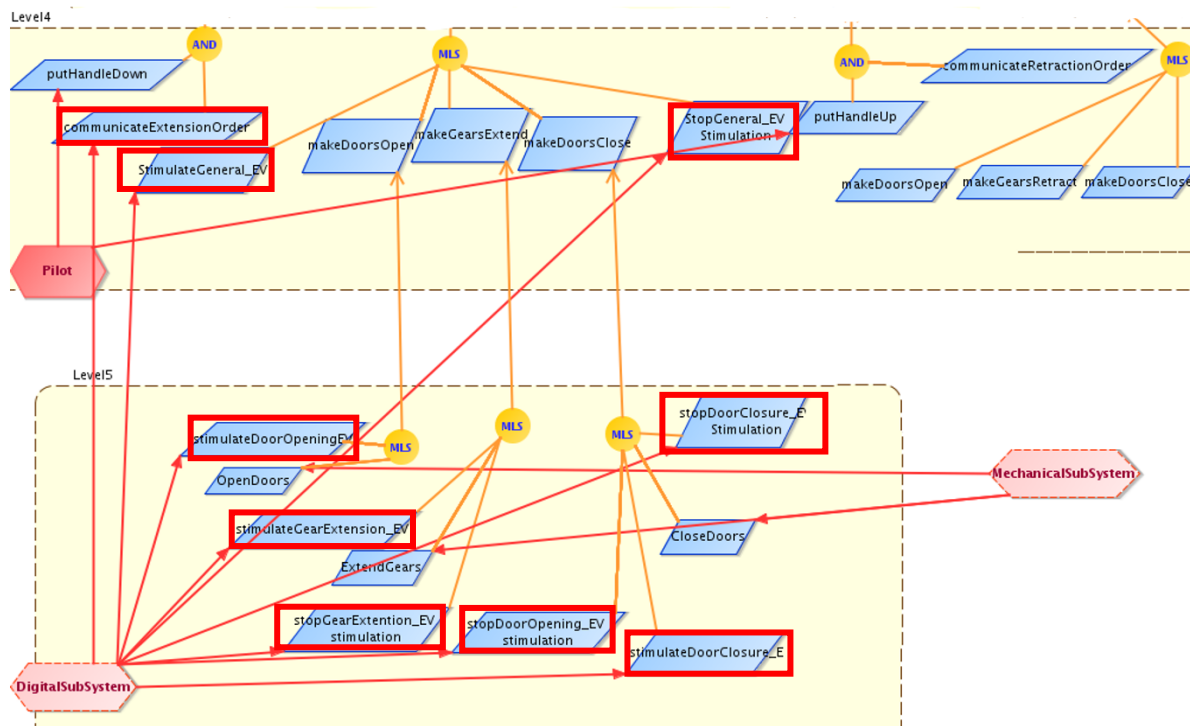 Level4
AND
MLS
putHandleDown
AND
communicateRetractionOrder
MLS
communicateExtensionOrder
StopGeneral_EV
Stimulation
putHandleUp
makeDoorsOpen
makeGearsExtend
makeDoorsClose
StimulateGeneral_EV
makeDoorsOpen
makeGearsRetract
makeDoorsClose
Pilot
Level5
stimulateDoorOpeningEV
MLS
MLS
MLS
stopDoorClosure_EV
Stimulation
OpenDoors
MechanicalSubSystem
stimulateGearExtension_EV
CloseDoors
ExtendGears
stopGearExtention_EV
stimulation
stopDoorOpening_EV
stimulation
stimulateDoorClosure_E
DigitalSubSystem